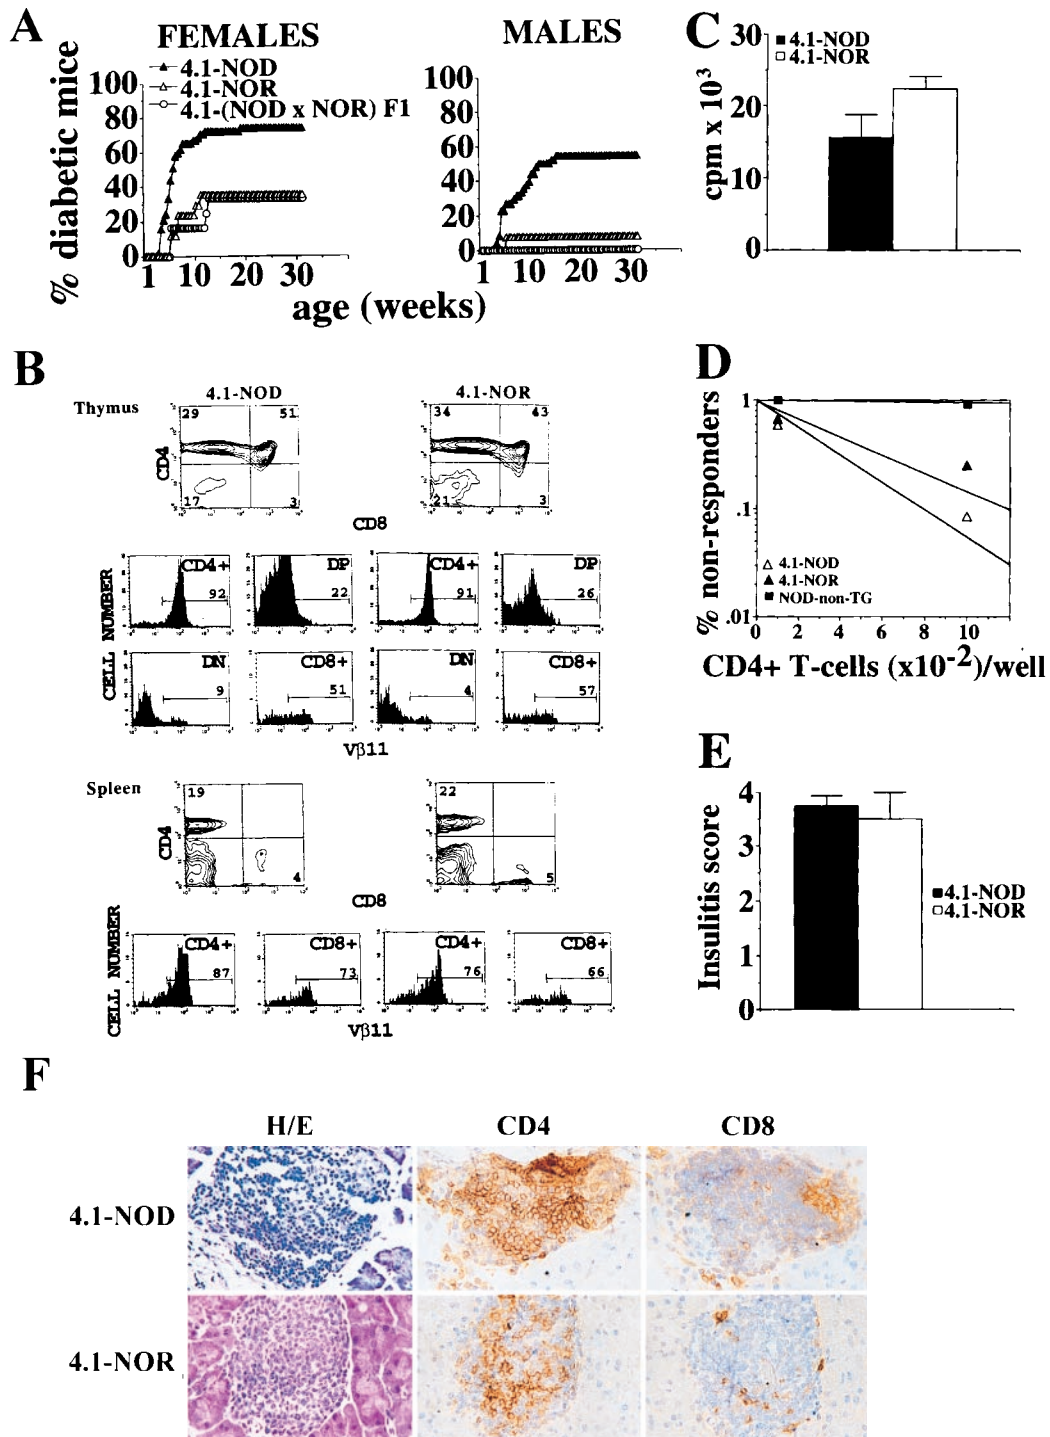 A
FEMALES
MALES
4.1-NOD
4.1-NOR
4.1-(NOD x NOR) F1
% diabetic mice
100
80
60
40
20
0
1 10 20 30
100
80
60
40
20
0
1 10 20 30
age (weeks)
C
4.1-NOD
4.1-NOR
cpm x 10³
30
20
10
0
B
4.1-NOD
4.1-NOR
Thymus
CD4
29 51
17 3
34 43
21 3
CD8
CELL NUMBER
CD4+
92
DP
22
CD4+
91
DP
26
DN
9
CD8+
51
DN
4
CD8+
57
Vβ11
Spleen
CD4
19
4
22
5
CD8
CELL NUMBER
CD4+
87
CD8+
73
CD4+
76
CD8+
66
Vβ11
D
% non-responders
1
.1
.01
4.1-NOD
4.1-NOR
NOD-non-TG
0 2 4 6 8 10
CD4+ T-cells (x10⁻²)/well
E
Insulitis score
4
3
2
1
0
4.1-NOD
4.1-NOR
F
H/E
CD4
CD8
4.1-NOD
4.1-NOR